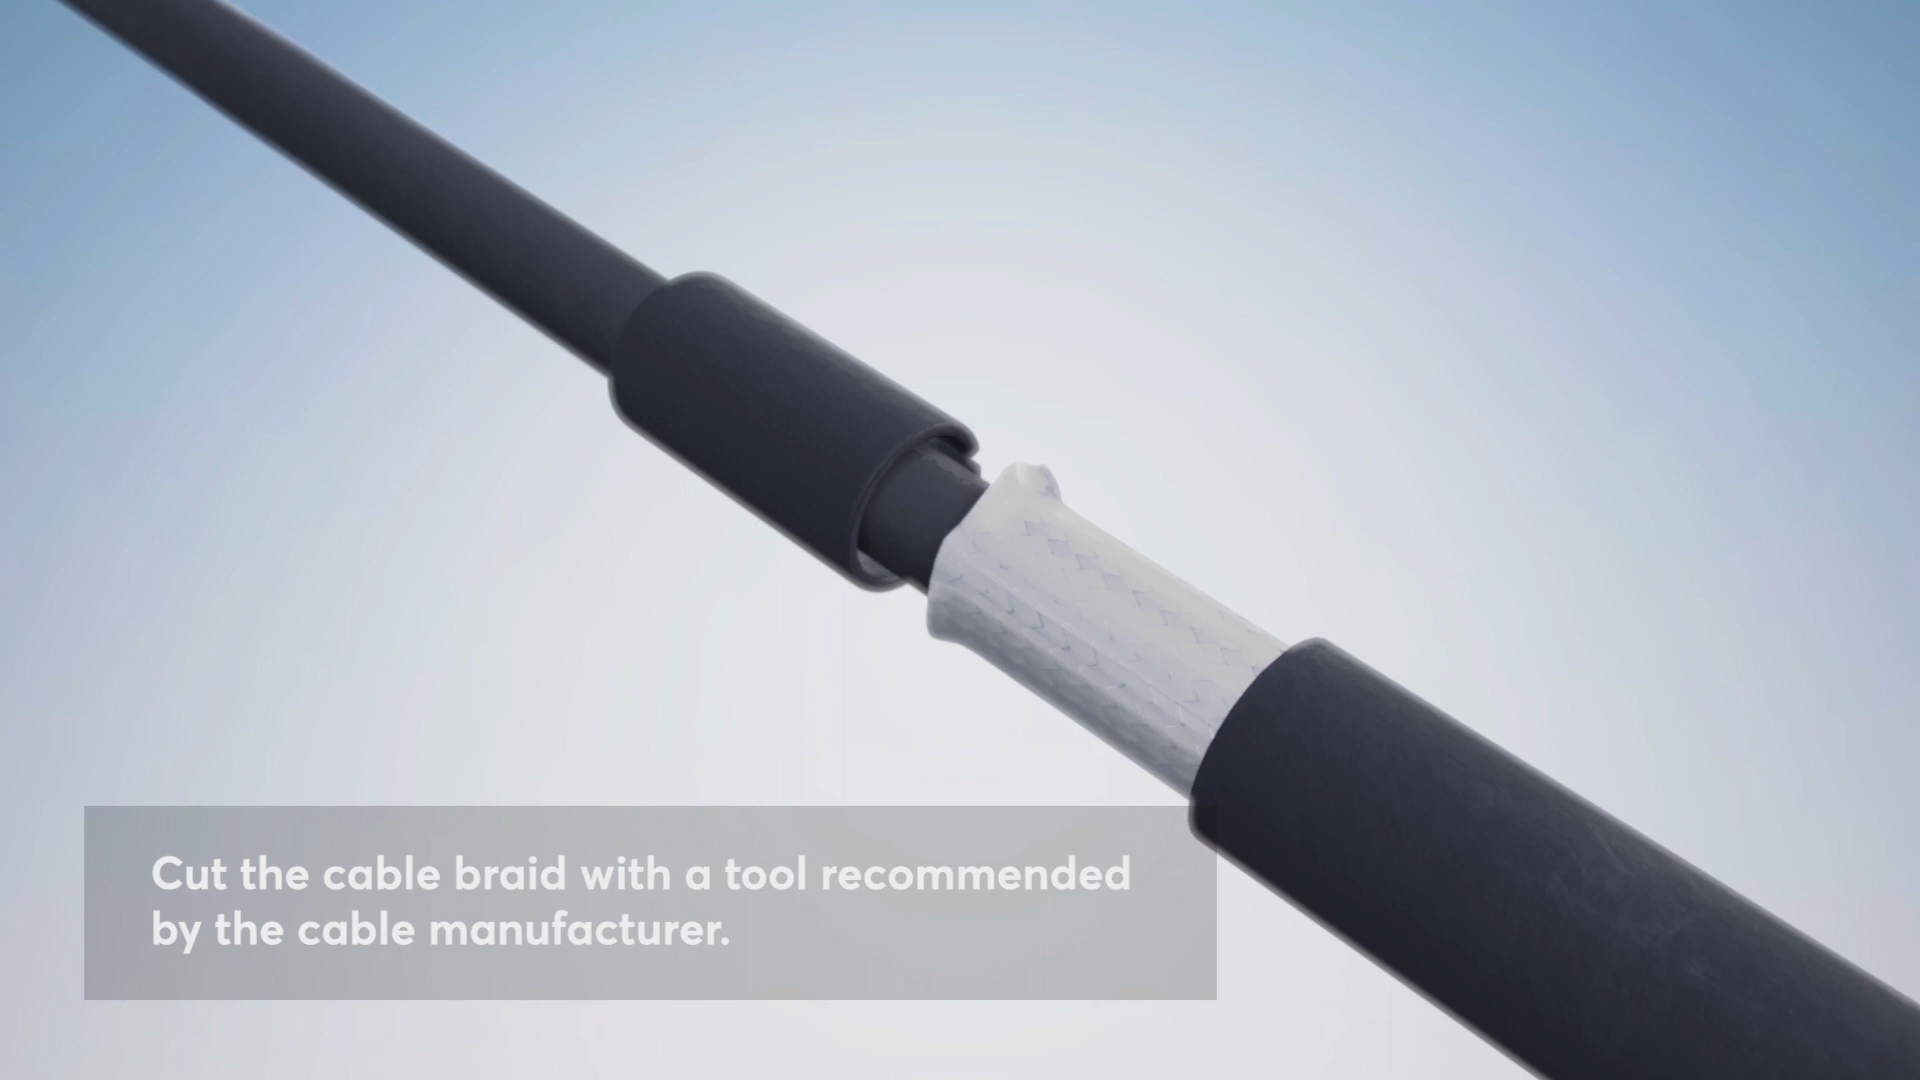 Cut the cable braid with a tool recommended
by the cable manufacturer.